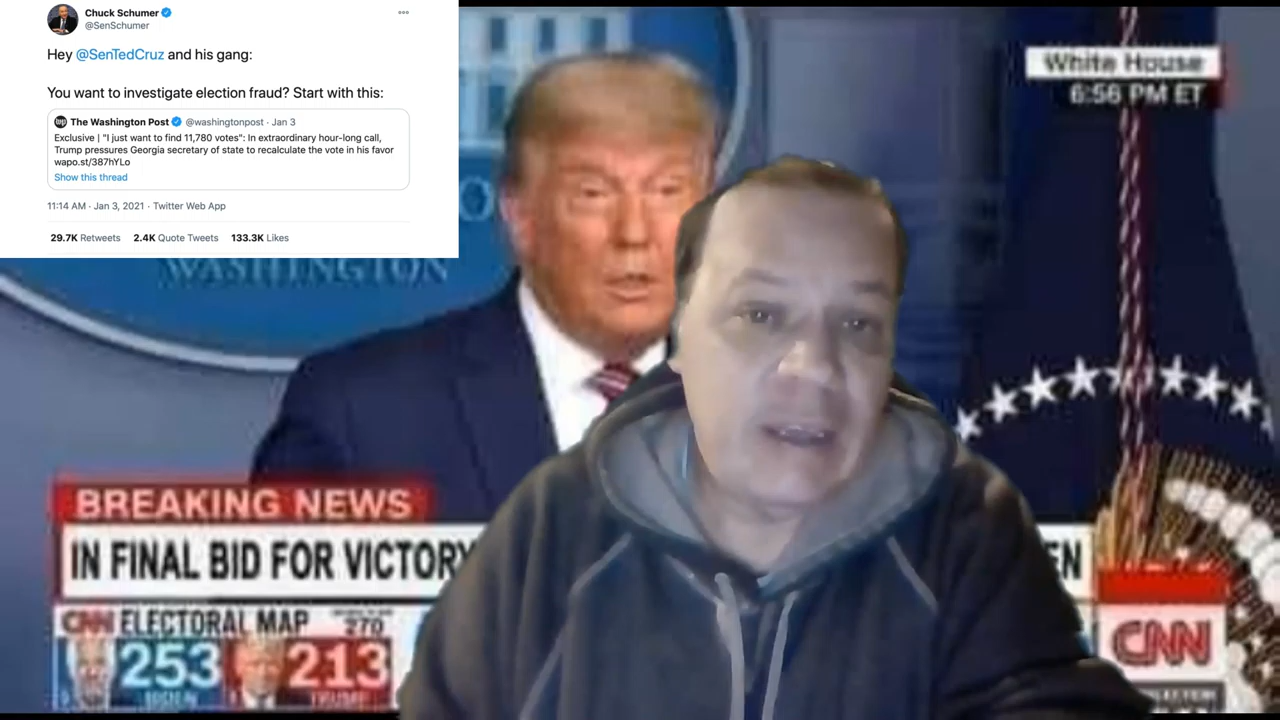 Chuck Schumer
@SenSchumer
Hey @SenTedCruz and his gang:
You want to investigate election fraud? Start with this:
The Washington Post @washingtonpost · Jan 3
Exclusive | "I just want to find 11,780 votes": In extraordinary hour-long call,
Trump pressures Georgia secretary of state to recalculate the vote in his favor
wapo.st/387hYLo
Show this thread
11:14 AM · Jan 3, 2021 · Twitter Web App
29.7K Retweets 2.4K Quote Tweets 133.3K Likes
White House
6:56 PM ET
WASHINGTON
BREAKING NEWS
IN FINAL BID FOR VICTORY
EN
CNN ELECTORAL MAP
270
253 213
BIDEN TRUMP
CNN